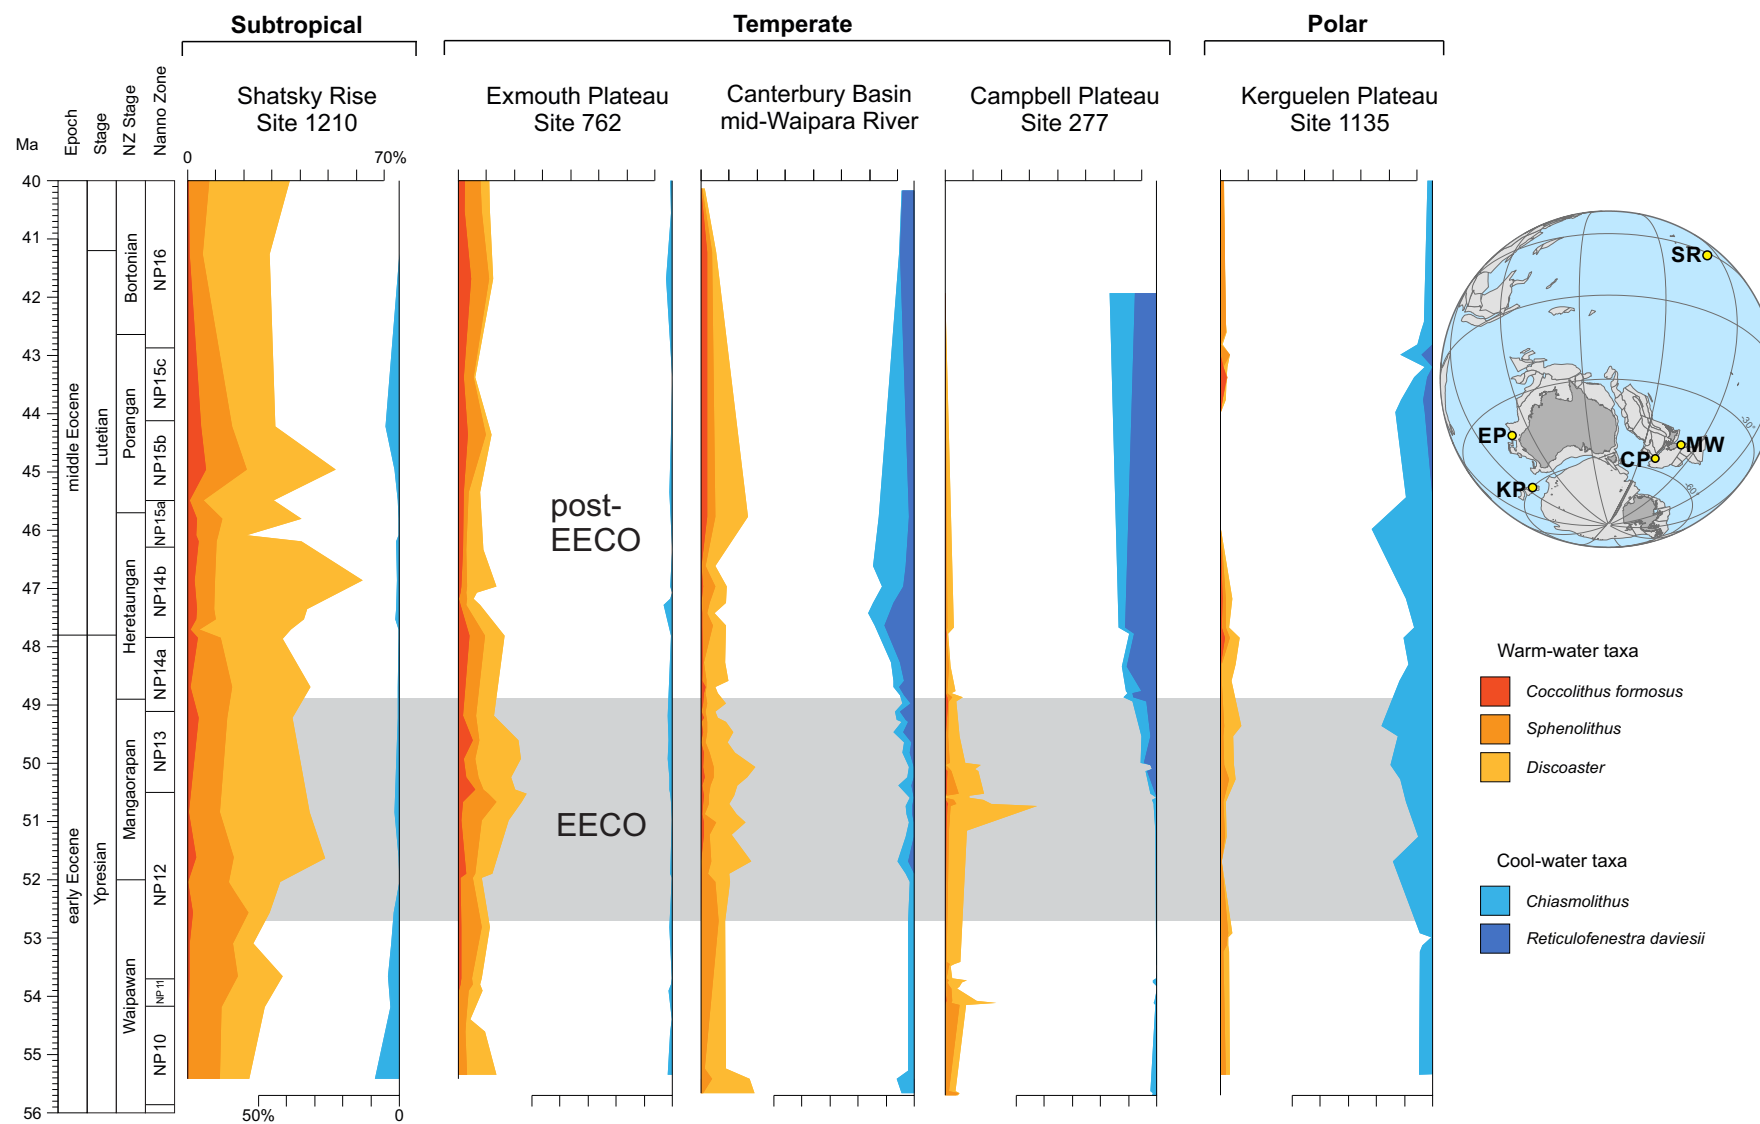 Subtropical
Temperate
Polar
Shatsky Rise
Site 1210
Exmouth Plateau
Site 762
Canterbury Basin
mid-Waipara River
Campbell Plateau
Site 277
Kerguelen Plateau
Site 1135
Ma
Epoch
Stage
NZ Stage
Nanno Zone
0
70%
40
41
42
43
44
45
46
47
48
49
50
51
52
53
54
55
56
middle Eocene
early Eocene
Lutetian
Ypresian
Bortonian
Porangan
Heretaungan
Mangaorapan
Waipawan
NP16
NP15c
NP15b
NP15a
NP14b
NP14a
NP13
NP12
NP11
NP10
post-
EECO
EECO
50%
0
SR
EP
MW
CP
KP
-30°
-60°
Warm-water taxa
Coccolithus formosus
Sphenolithus
Discoaster
Cool-water taxa
Chiasmolithus
Reticulofenestra daviesii